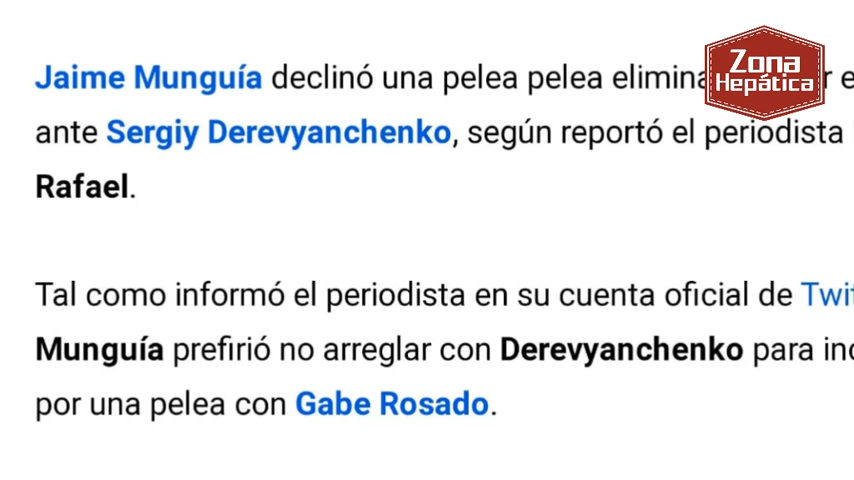 Jaime Munguía declinó una pelea pelea
ante Sergiy Derevyanchenko, según reportó el periodista
Rafael.
Tal como informó el periodista en su cuenta oficial de
Munguía prefirió no arreglar con Derevyanchenko para
por una pelea con Gabe Rosado.
Zona
Hepática